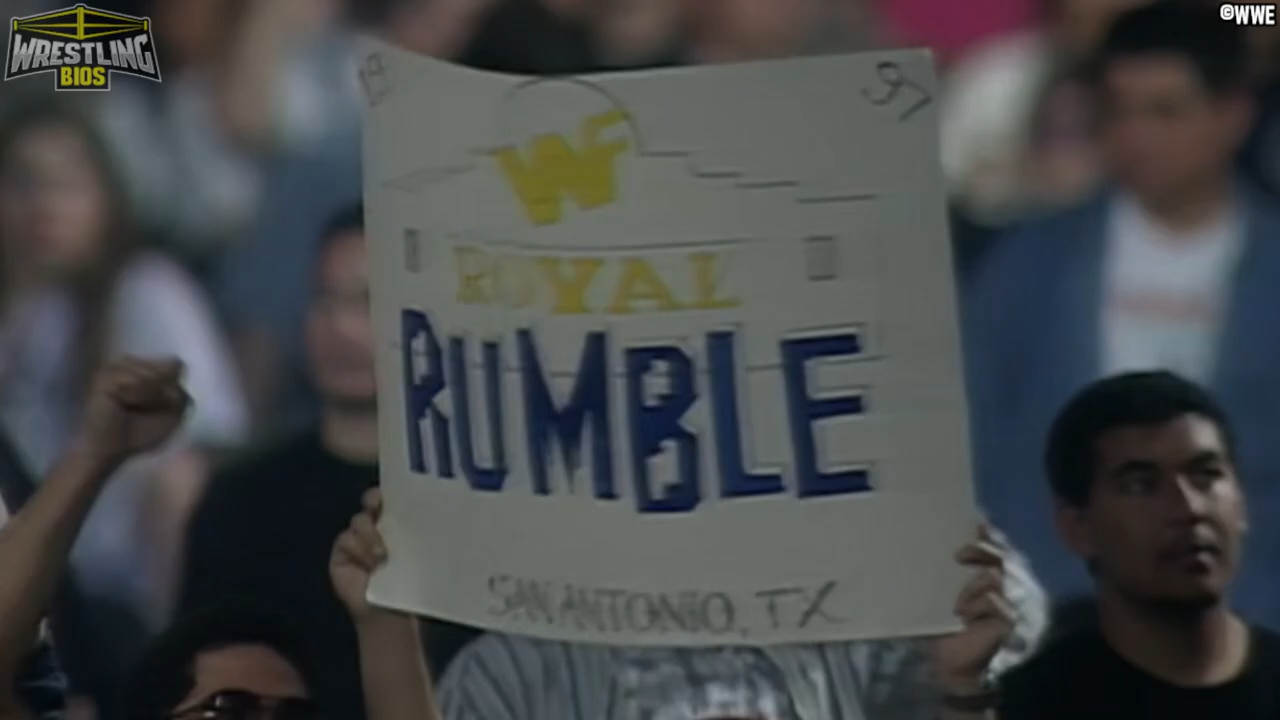 WRESTLING
BIOS
©WWE
19
97
WF
ROYAL
RUMBLE
SAN ANTONIO, TX